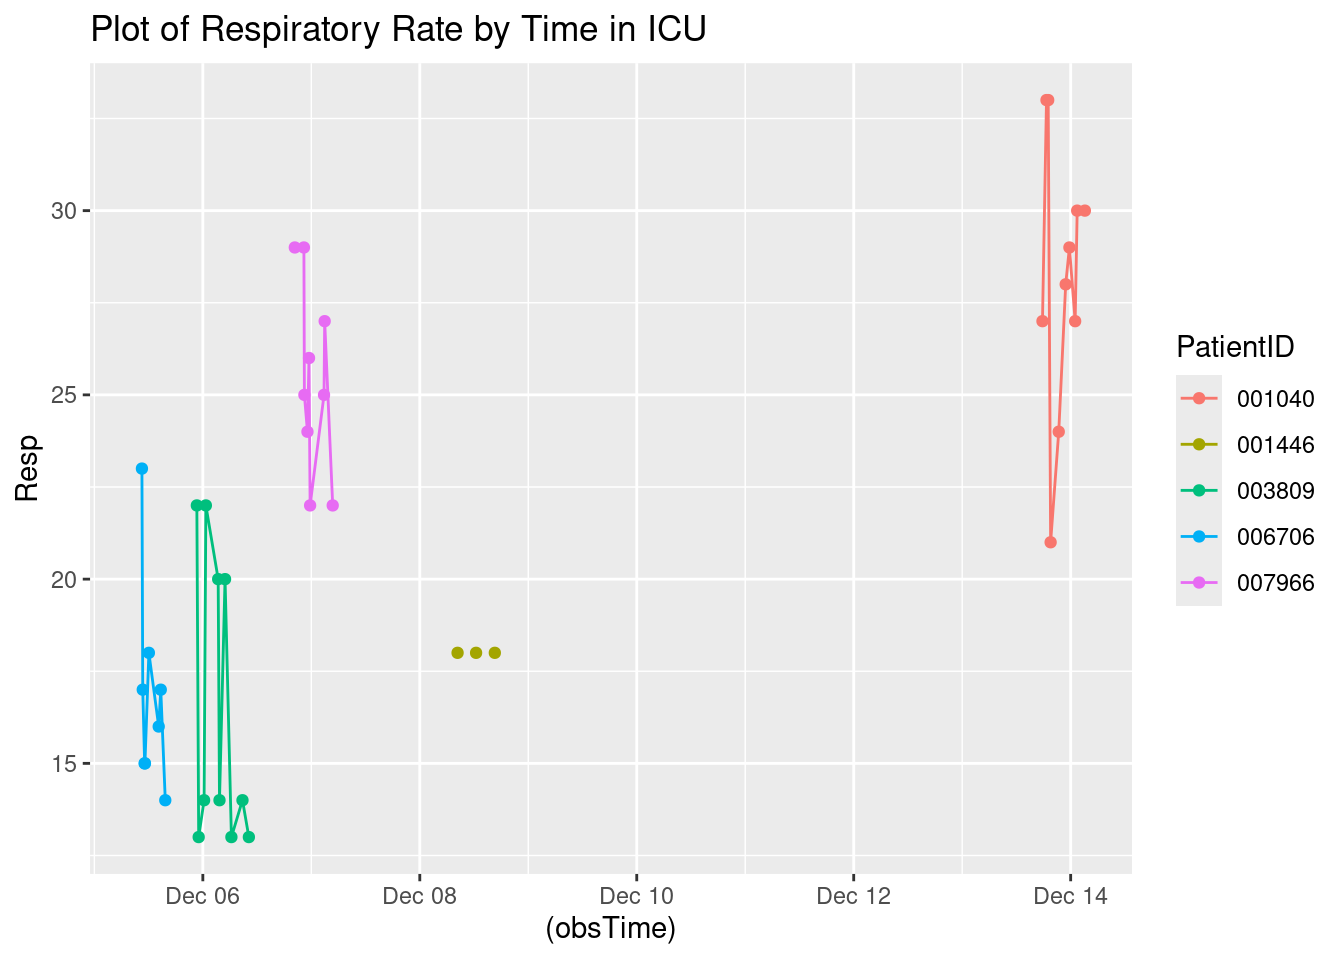 Plot of Respiratory Rate by Time in ICU
Resp
30
25
20
15
Dec 06
Dec 08
Dec 10
Dec 12
Dec 14
(obsTime)
PatientID
001040
001446
003809
006706
007966